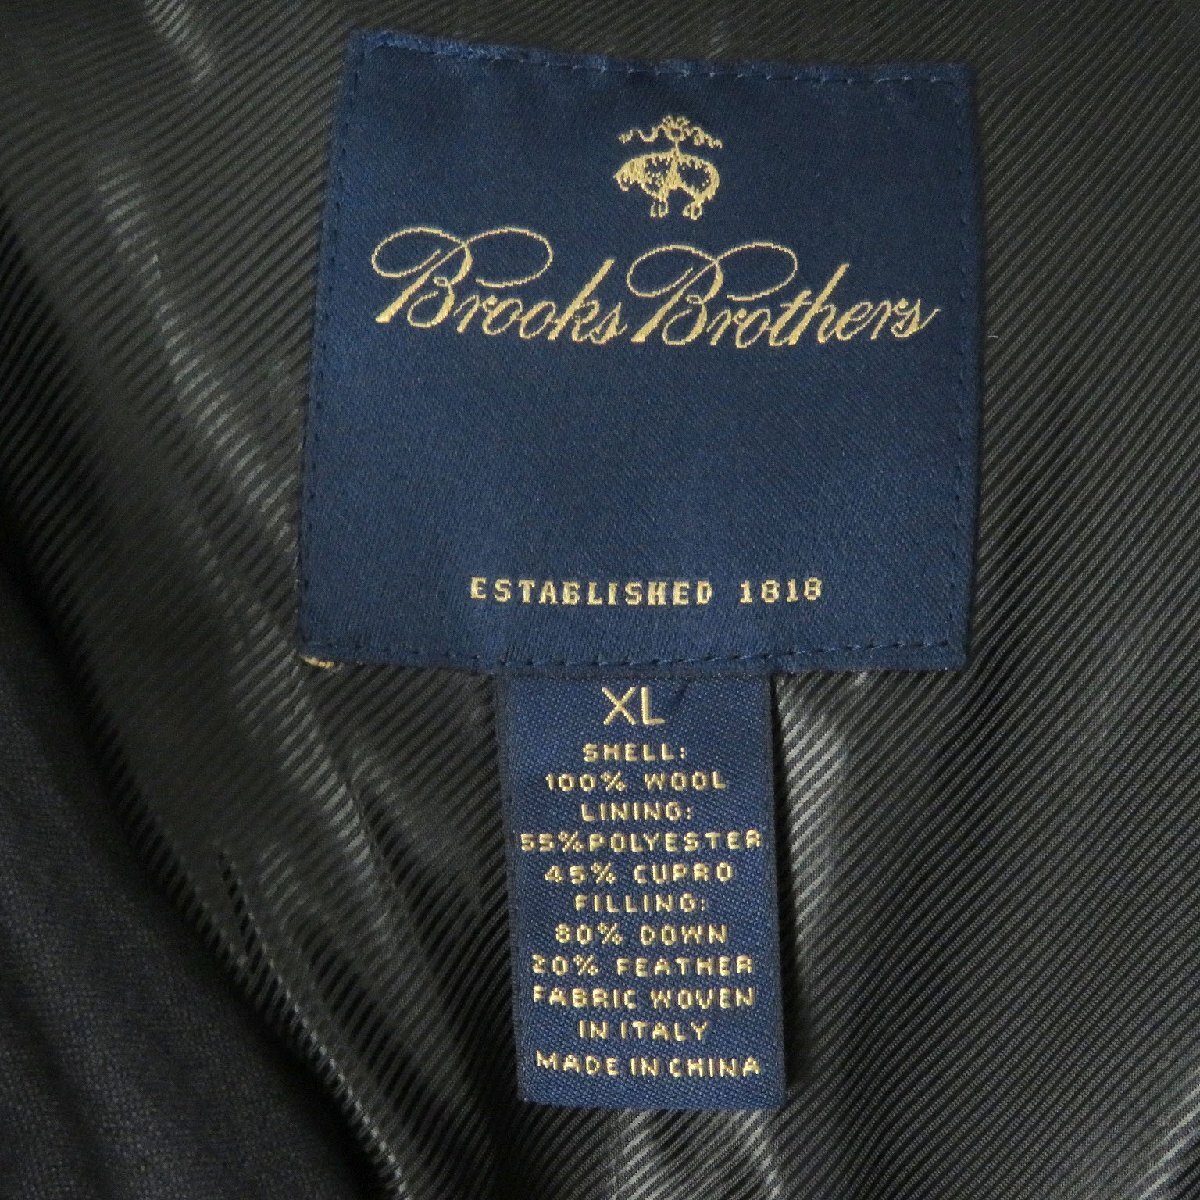 Brooks Brothers
ESTABLISHED 1818
XL
SHELL:
100% WOOL
LINING:
55% POLYESTER
45% CUPRO
FILLING:
80% DOWN
20% FEATHER
FABRIC WOVEN
IN ITALY
MADE IN CHINA